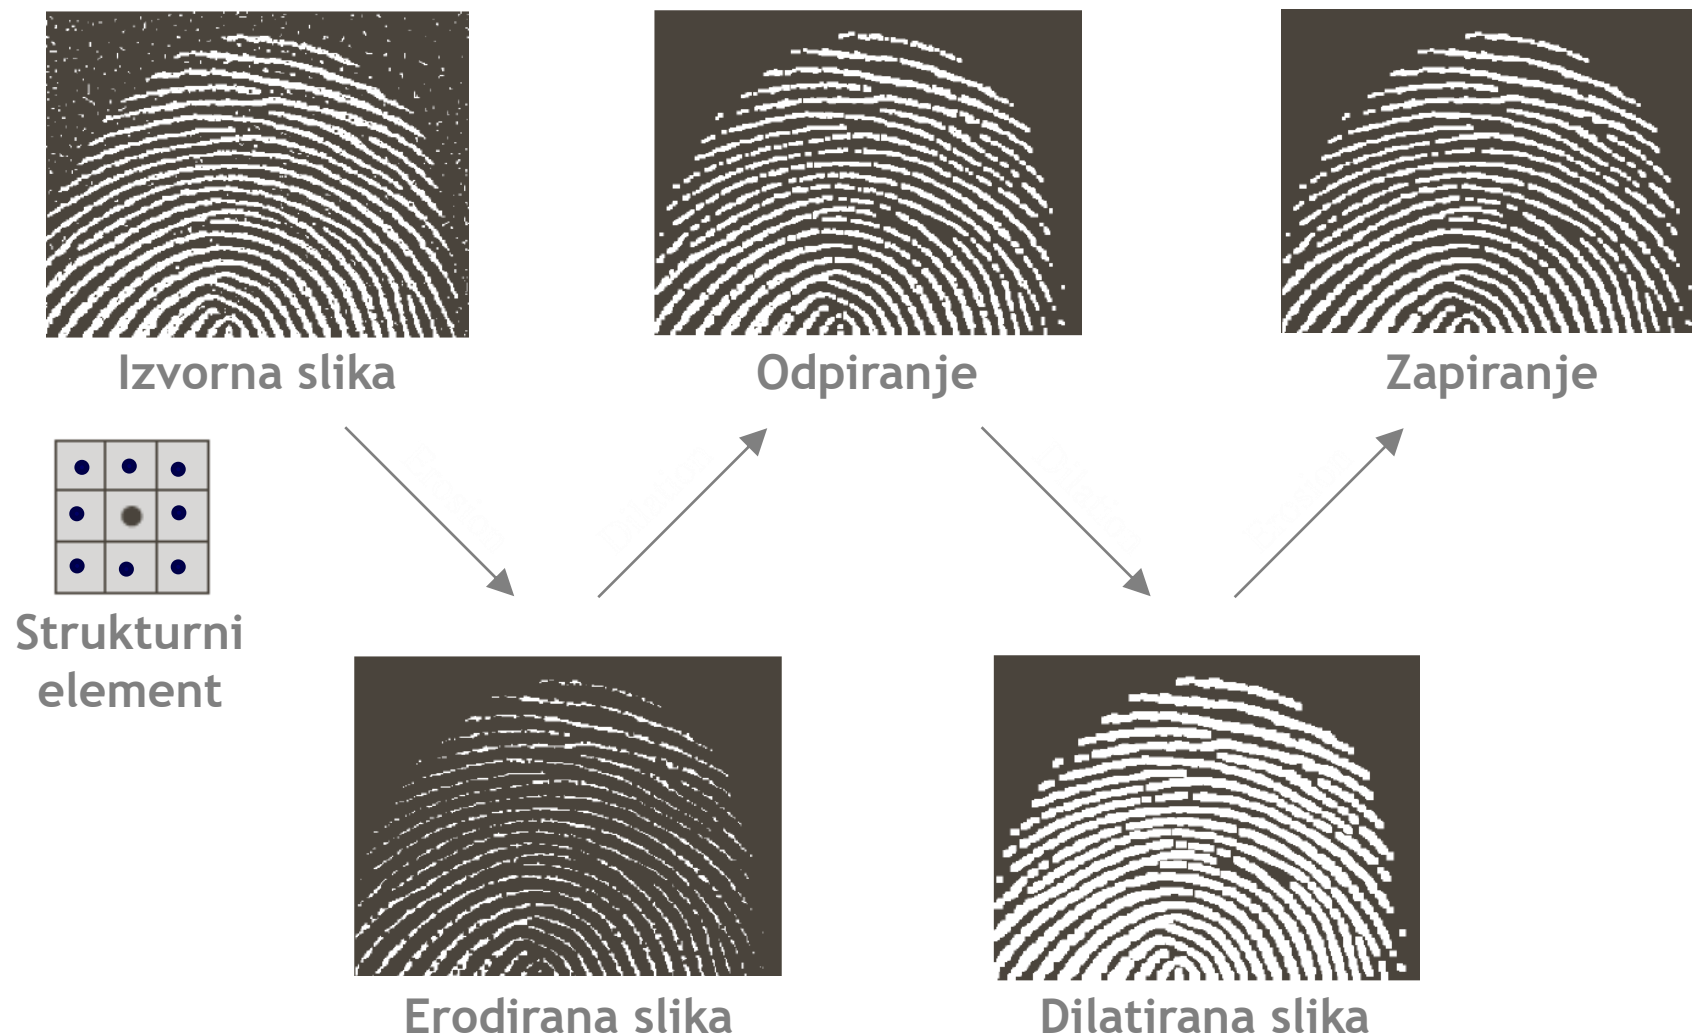 Izvorna slika
Odpiranje
Zapiranje
Strukturni
element
Erodirana slika
Dilatirana slika